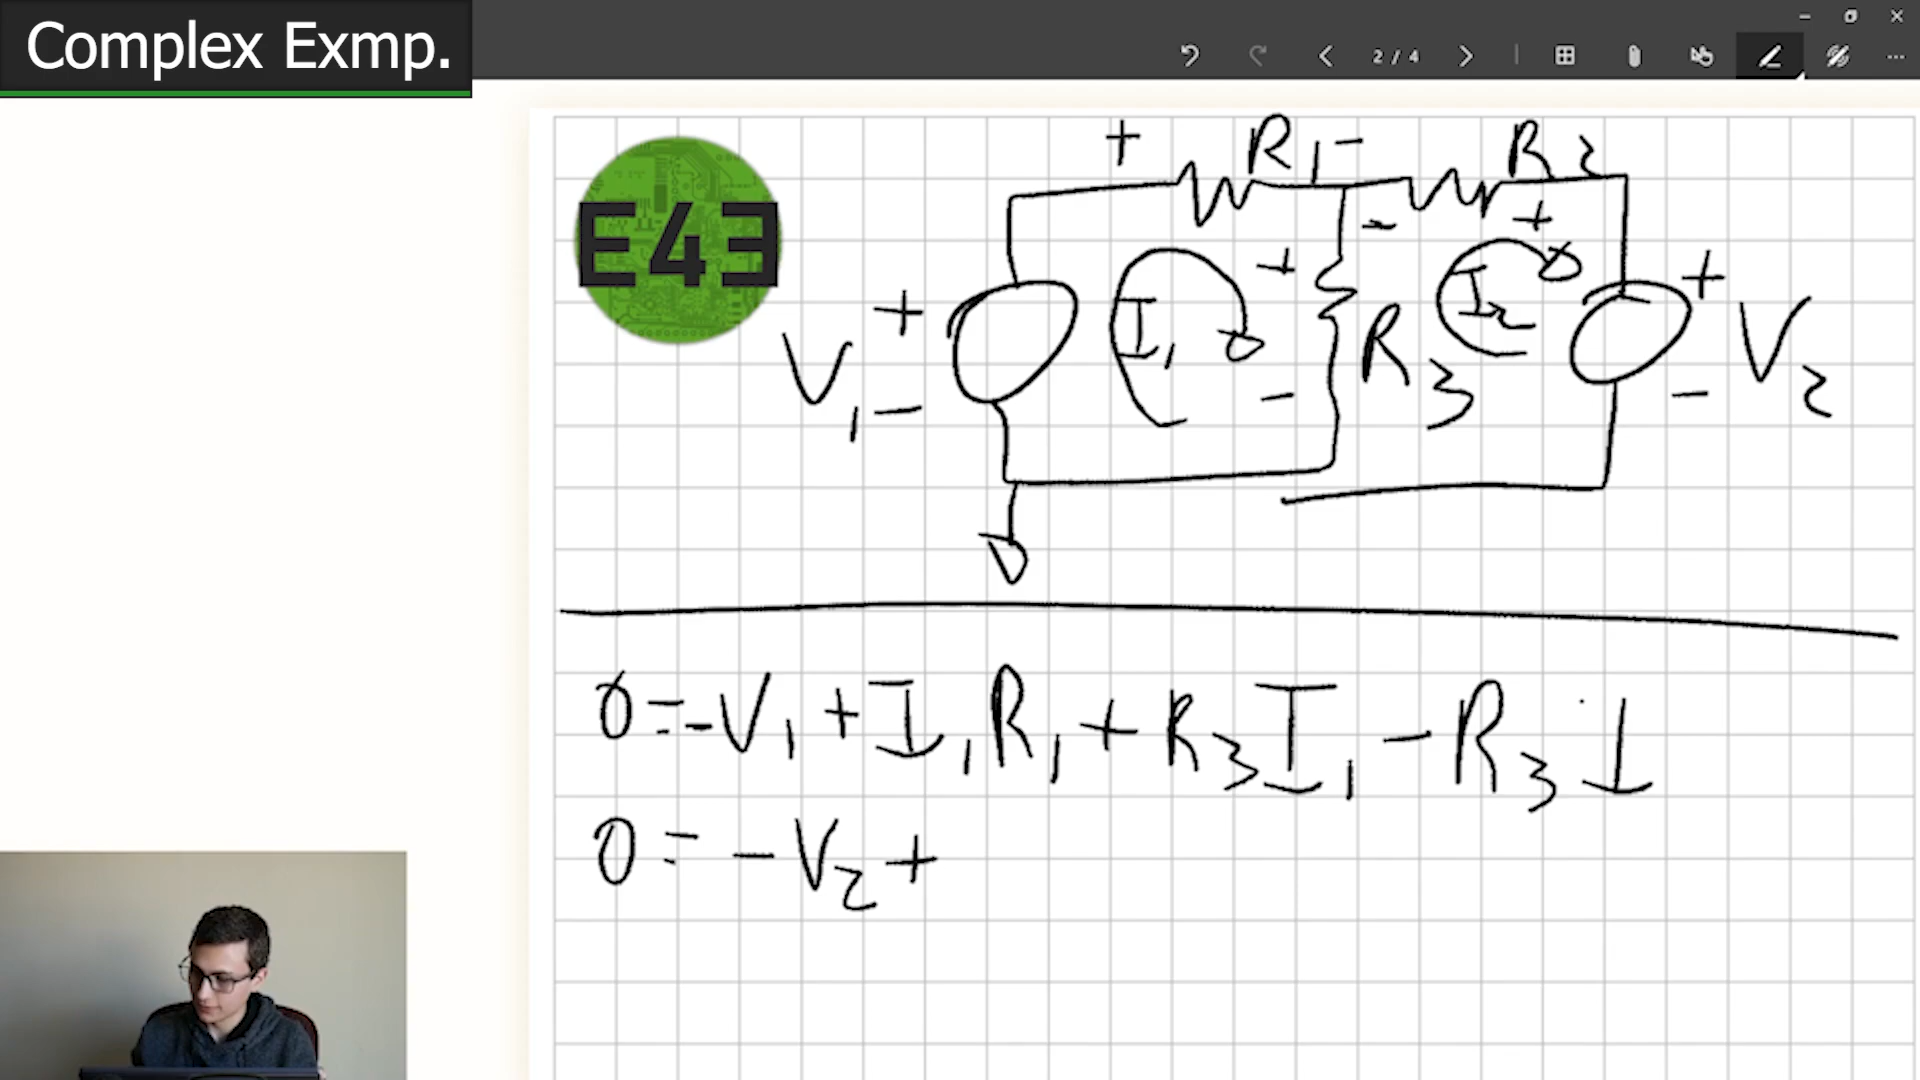 Complex Exmp.
2 / 4
E43
+ R1 - R2
- +
+ I1 + R3 I2 + V2
V1 - - -
0 = -V1 + I1R1 + R3I1 - R3I
0 = -V2 +